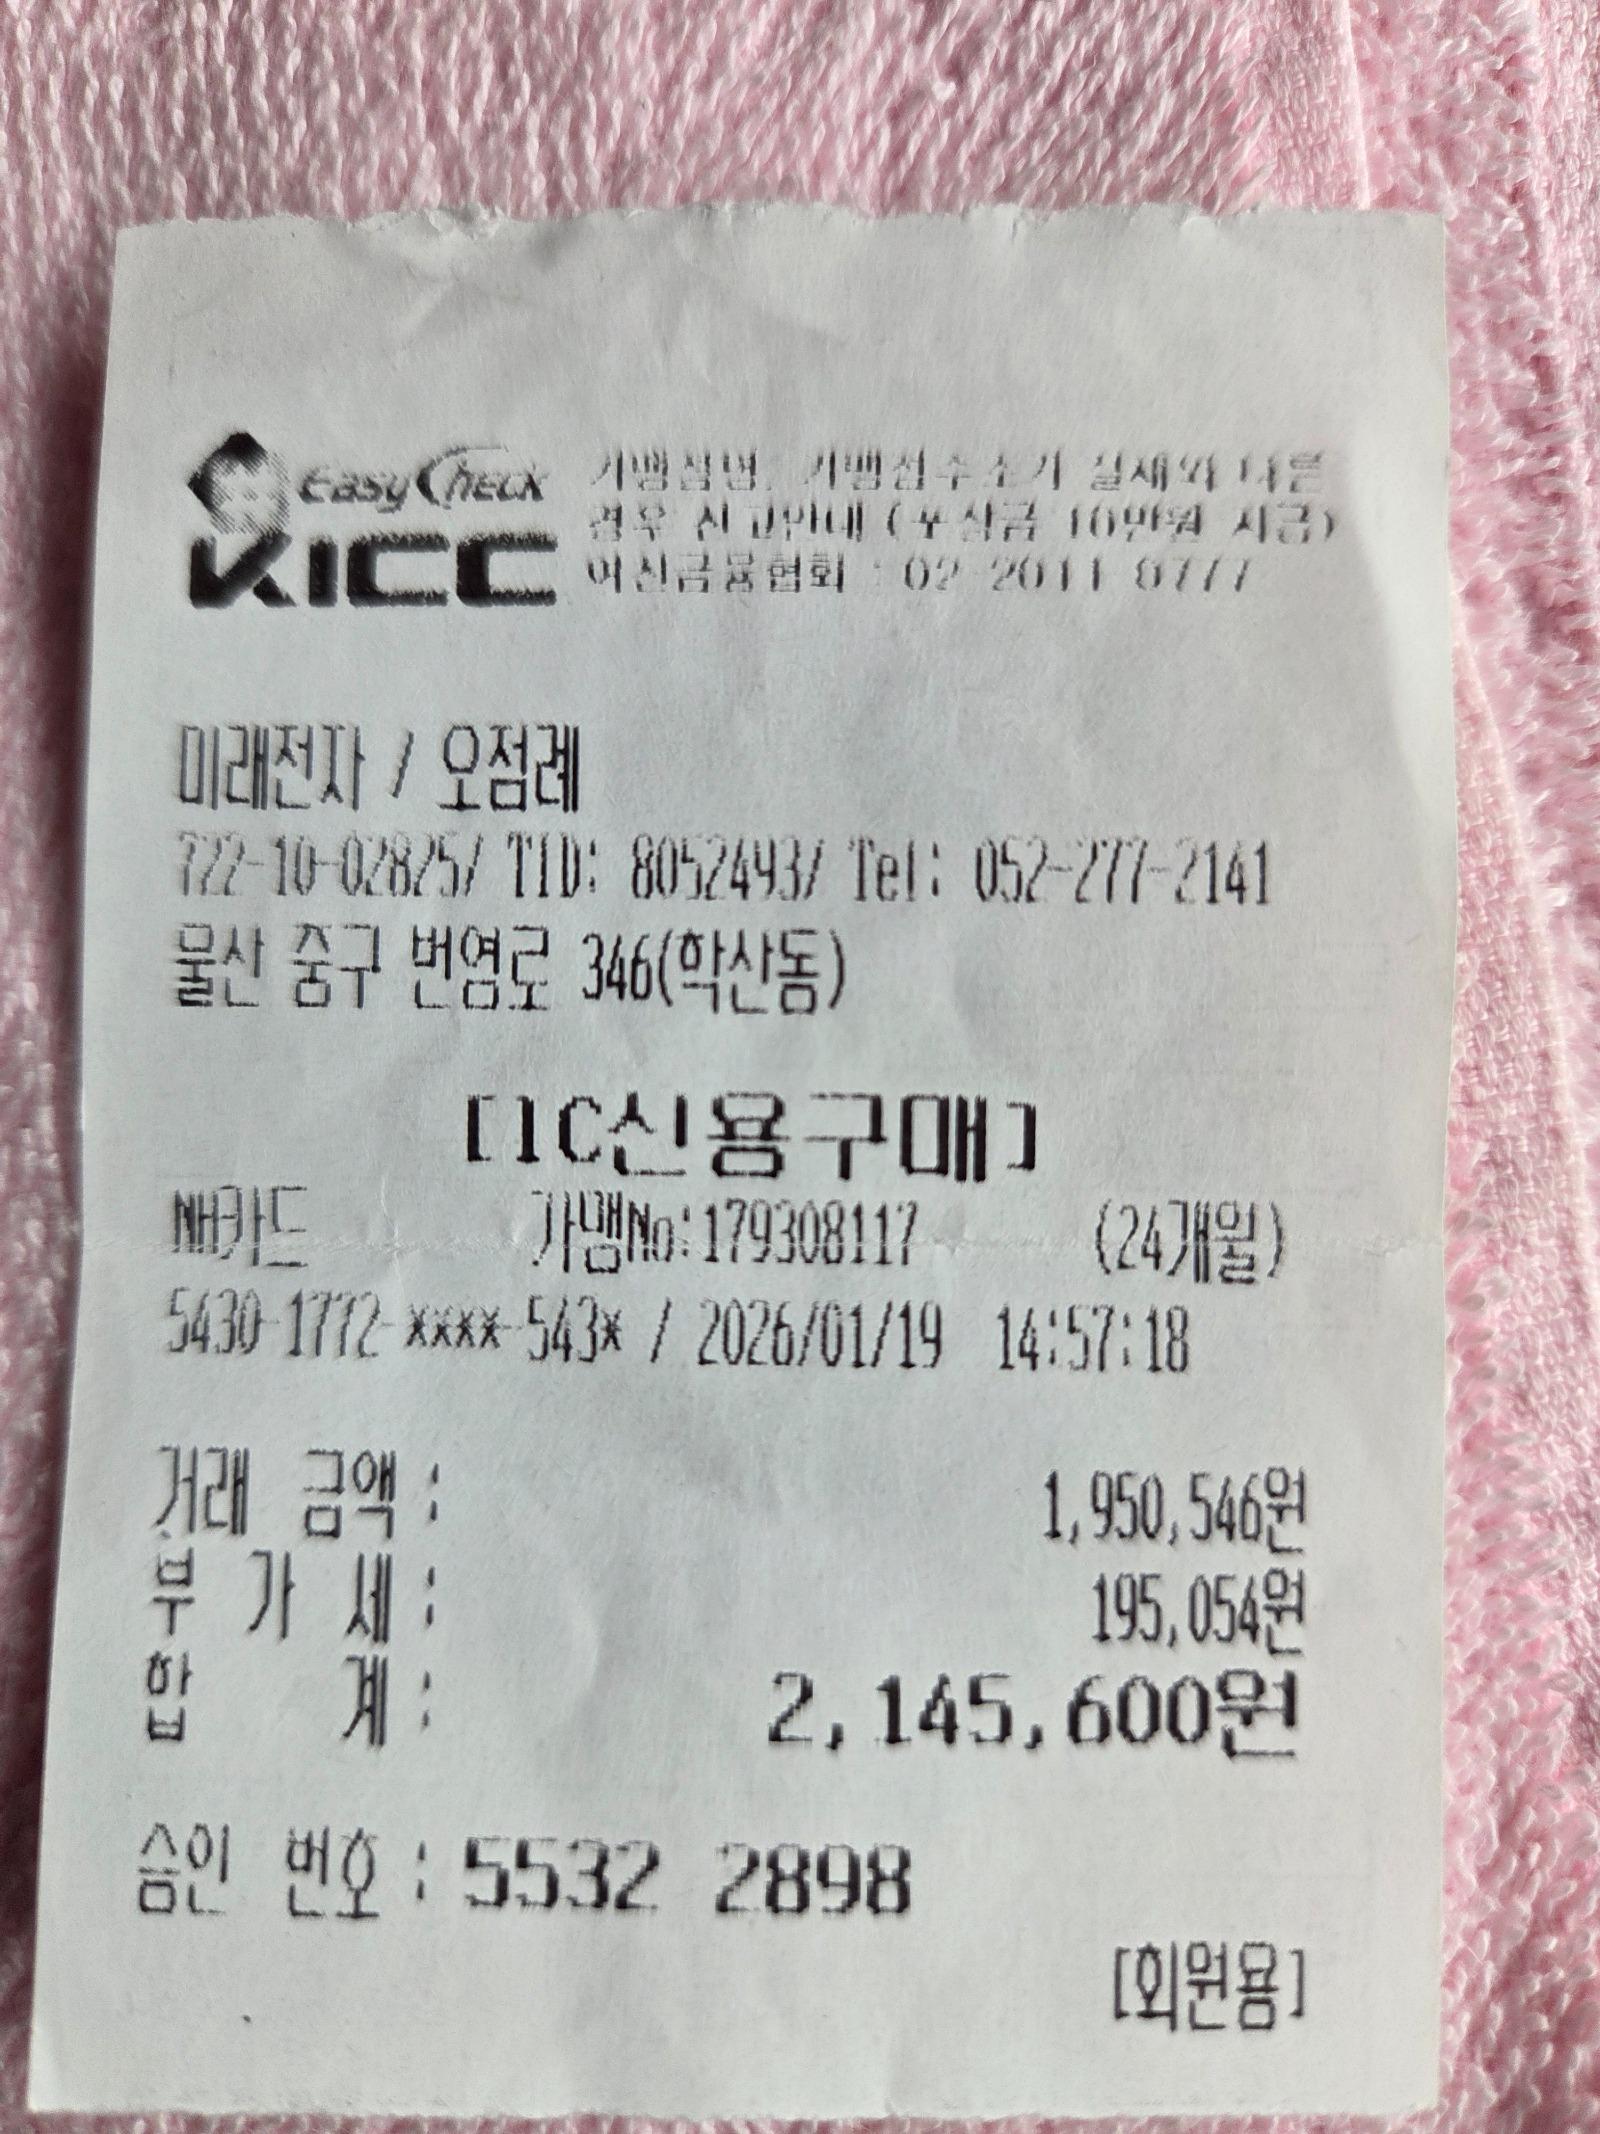 EasyCheck
KICC
가맹점명, 가맹점주소가 실제와 다를
경우 신고안내 (포상금 10만원 지급)
여신금융협회 : 02-2011-0777
미래전자 / 오점례
722-10-02825/ TID: 8052493/ Tel: 052-277-2141
울산 중구 번영로 346(학산동)
[IC신용구매]
NH카드 가맹No:179308117 (24개월)
5430-1772-****-543* / 2026/01/19 14:57:18
거래 금액 : 1,950,546원
부 가 세 : 195,054원
합 계 : 2,145,600원
승인 번호 : 5532 2898
[회원용]